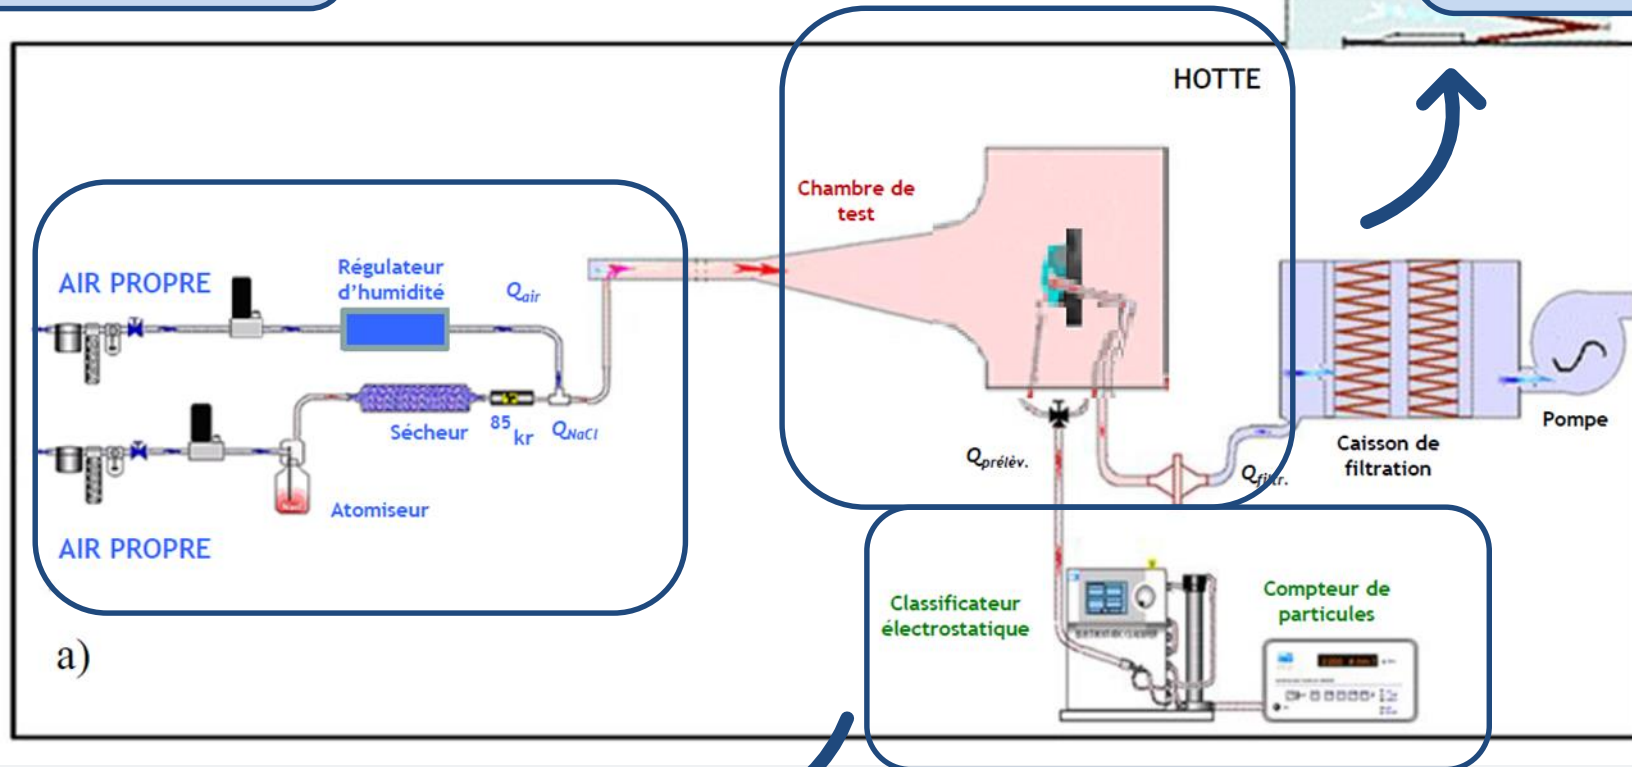 HOTTE
Chambre de
test
AIR PROPRE
Régulateur
d'humidité
Qair
Sécheur
85
kr
QNaCl
Atomiseur
AIR PROPRE
Qprélèv.
Qfiltr.
Caisson de
filtration
Pompe
Classificateur
électrostatique
Compteur de
particules
a)